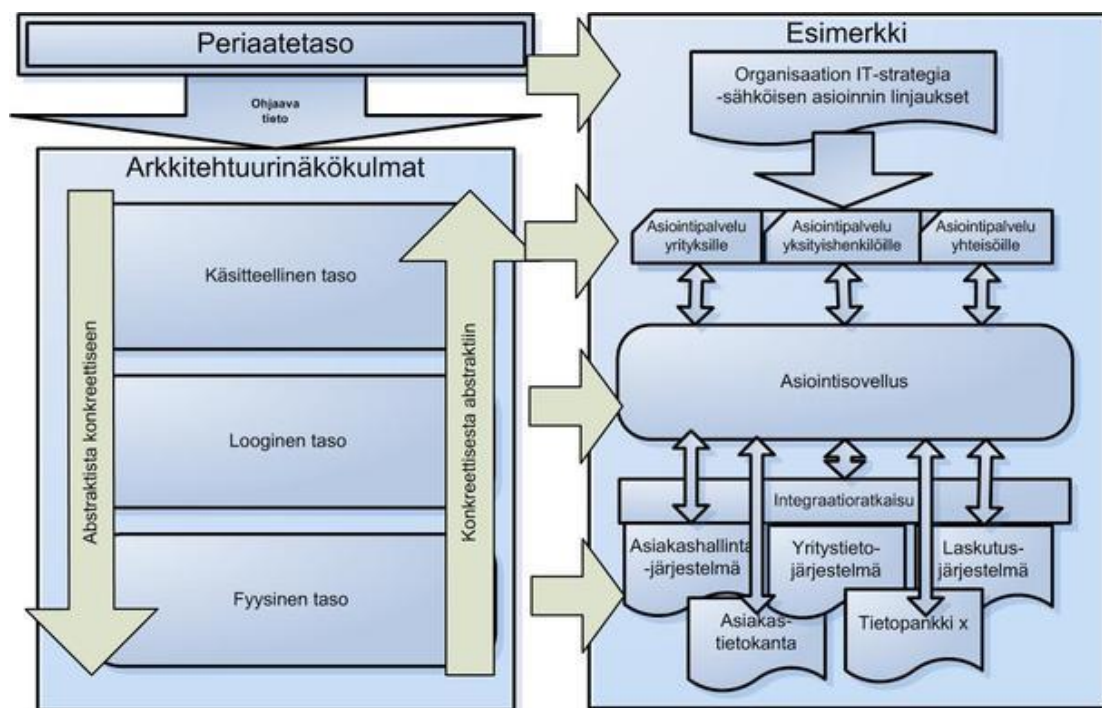 Periaatetaso
Ohjaava
tieto
Arkkitehtuurinäkökulmat
Abstraktista konkreettiseen
Käsitteellinen taso
Looginen taso
Fyysinen taso
Konkreettisesta abstraktiin
Esimerkki
Organisaation IT-strategia
-sähköisen asioinnin linjaukset
Asiointipalvelu
yrityksille
Asiointipalvelu
yksityishenkilöille
Asiointipalvelu
yhteisöille
Asiointisovellus
Integraatioratkaisu
Asiakashallinta
-järjestelmä
Yritystieto-
järjestelmä
Laskutus-
järjestelmä
Asiakas-
tietokanta
Tietopankki x